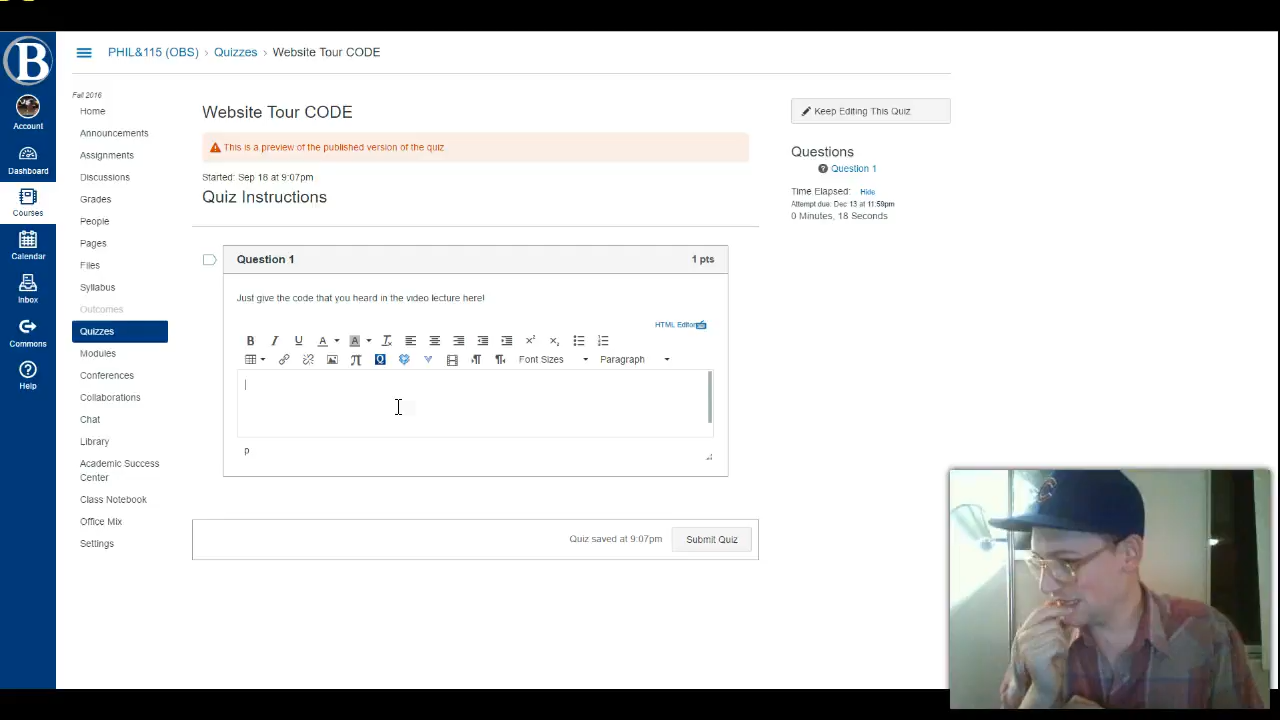 B
PHIL&115 (OBS) › Quizzes › Website Tour CODE
Account
Dashboard
Courses
Calendar
Inbox
Commons
Help
Fall 2016
Home
Announcements
Assignments
Discussions
Grades
People
Pages
Files
Syllabus
Outcomes
Quizzes
Modules
Conferences
Collaborations
Chat
Library
Academic Success
Center
Class Notebook
Office Mix
Settings
Website Tour CODE
This is a preview of the published version of the quiz
Started: Sep 18 at 9:07pm
Quiz Instructions
Question 1 1 pts
Just give the code that you heard in the video lecture here!
HTML Editor
B I U A A
Font Sizes Paragraph
p
Quiz saved at 9:07pm Submit Quiz
Keep Editing This Quiz
Questions
Question 1
Time Elapsed: Hide
Attempt due: Dec 13 at 11:59pm
0 Minutes, 18 Seconds